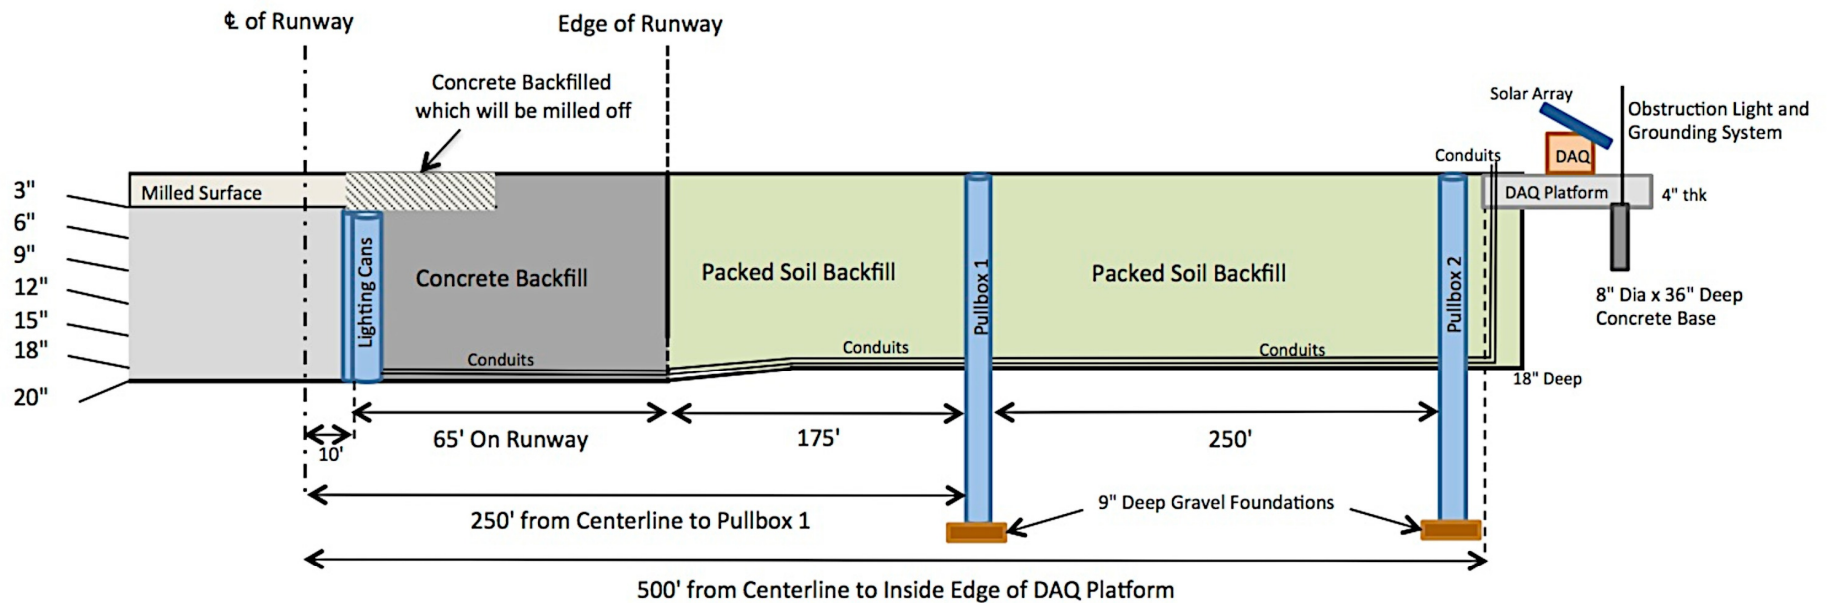 ℄ of Runway
Edge of Runway
Concrete Backfilled
which will be milled off
Solar Array
Obstruction Light and
Grounding System
Conduits
DAQ
3"
Milled Surface
DAQ Platform
4" thk
6"
9"
12"
15"
18"
20"
Lighting Cans
Concrete Backfill
Packed Soil Backfill
Pullbox 1
Packed Soil Backfill
Pullbox 2
8" Dia x 36" Deep
Concrete Base
Conduits
Conduits
Conduits
18" Deep
10'
65' On Runway
175'
250'
250' from Centerline to Pullbox 1
9" Deep Gravel Foundations
500' from Centerline to Inside Edge of DAQ Platform